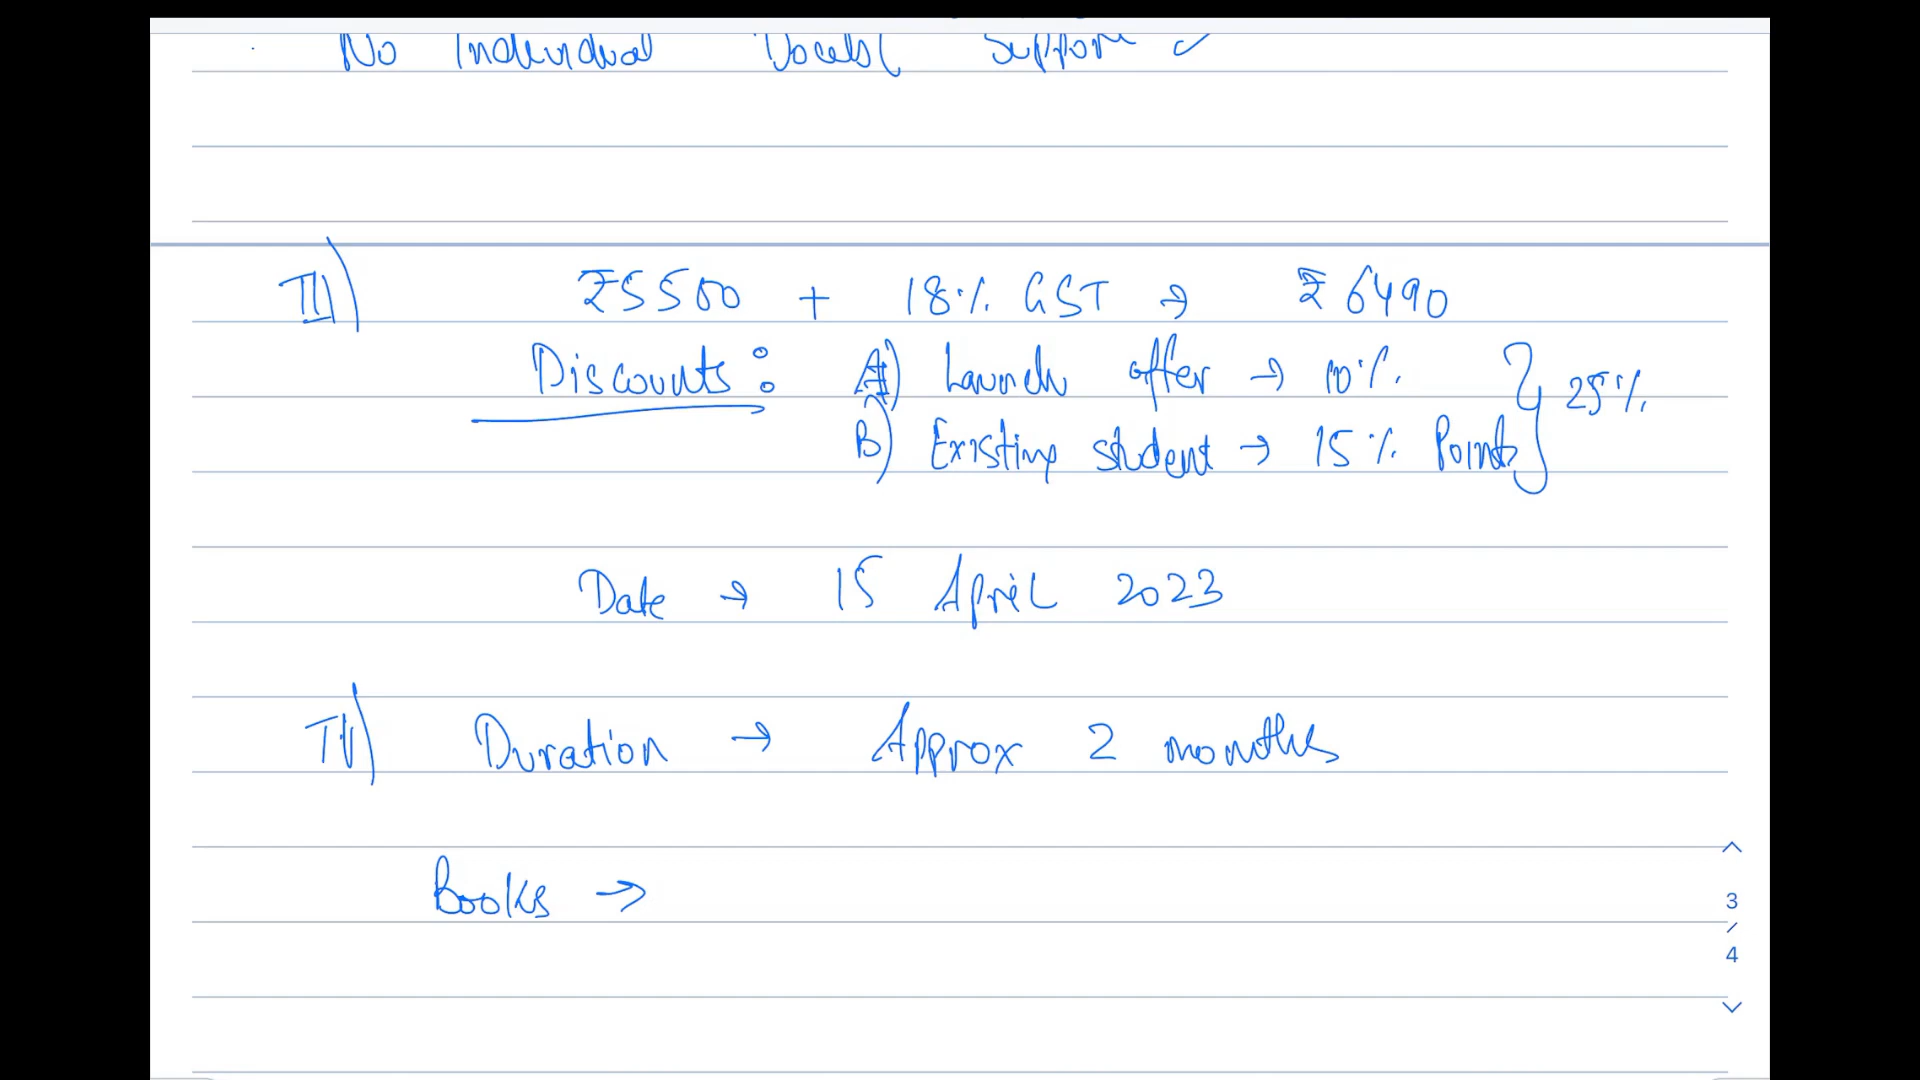 No Individual Doubt Support
III) ₹5500 + 18% GST → ₹6490
Discounts: A) Launch offer → 10% } 25%
B) Existing student → 15% Points
Date → 15 April 2023
IV) Duration → Approx 2 months
Books →
3
/
4